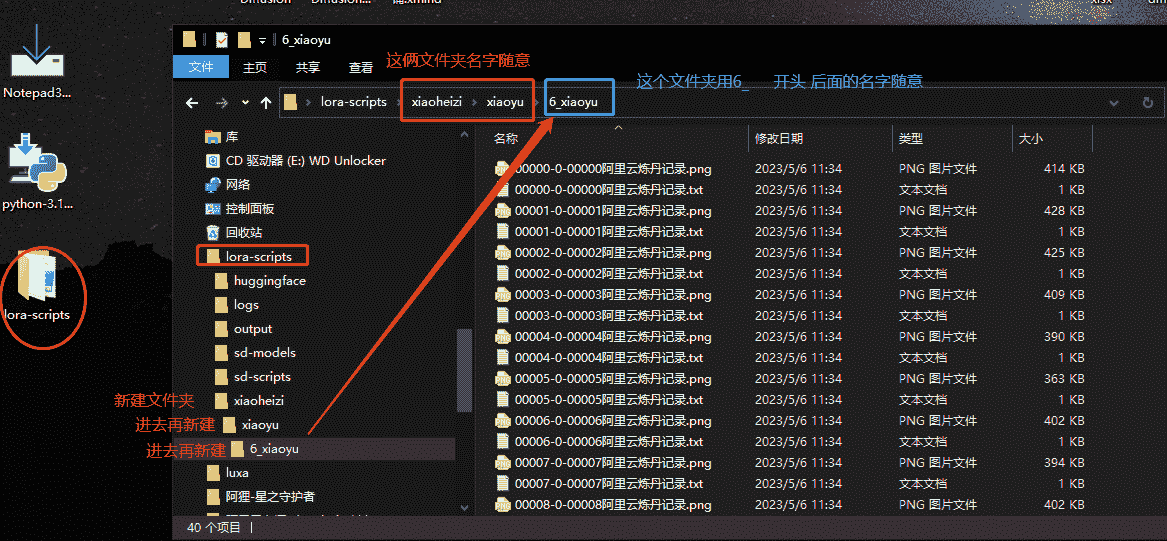 6_xiaoyu
文件
主页
共享
查看
这俩文件夹名字随意
这个文件夹用6_ 开头 后面的名字随意
Notepad3...
lora-scripts
xiaoheizi
xiaoyu
6_xiaoyu
库
CD 驱动器 (E:) WD Unlocker
网络
控制面板
回收站
lora-scripts
huggingface
logs
output
sd-models
sd-scripts
xiaoheizi
xiaoyu
6_xiaoyu
luxa
阿狸-星之守护者
python-3.1...
lora-scripts
新建文件夹
进去再新建
进去再新建
名称 修改日期 类型 大小
00000-0-00000阿里云炼丹记录.png 2023/5/6 11:34 PNG 图片文件 414 KB
00000-0-00000阿里云炼丹记录.txt 2023/5/6 11:34 文本文档 1 KB
00001-0-00001阿里云炼丹记录.png 2023/5/6 11:34 PNG 图片文件 428 KB
00001-0-00001阿里云炼丹记录.txt 2023/5/6 11:34 文本文档 1 KB
00002-0-00002阿里云炼丹记录.png 2023/5/6 11:34 PNG 图片文件 425 KB
00002-0-00002阿里云炼丹记录.txt 2023/5/6 11:34 文本文档 1 KB
00003-0-00003阿里云炼丹记录.png 2023/5/6 11:34 PNG 图片文件 409 KB
00003-0-00003阿里云炼丹记录.txt 2023/5/6 11:34 文本文档 1 KB
00004-0-00004阿里云炼丹记录.png 2023/5/6 11:34 PNG 图片文件 390 KB
00004-0-00004阿里云炼丹记录.txt 2023/5/6 11:34 文本文档 1 KB
00005-0-00005阿里云炼丹记录.png 2023/5/6 11:34 PNG 图片文件 363 KB
00005-0-00005阿里云炼丹记录.txt 2023/5/6 11:34 文本文档 1 KB
00006-0-00006阿里云炼丹记录.png 2023/5/6 11:34 PNG 图片文件 402 KB
00006-0-00006阿里云炼丹记录.txt 2023/5/6 11:34 文本文档 1 KB
00007-0-00007阿里云炼丹记录.png 2023/5/6 11:34 PNG 图片文件 394 KB
00007-0-00007阿里云炼丹记录.txt 2023/5/6 11:34 文本文档 1 KB
00008-0-00008阿里云炼丹记录.png 2023/5/6 11:34 PNG 图片文件 402 KB
40 个项目